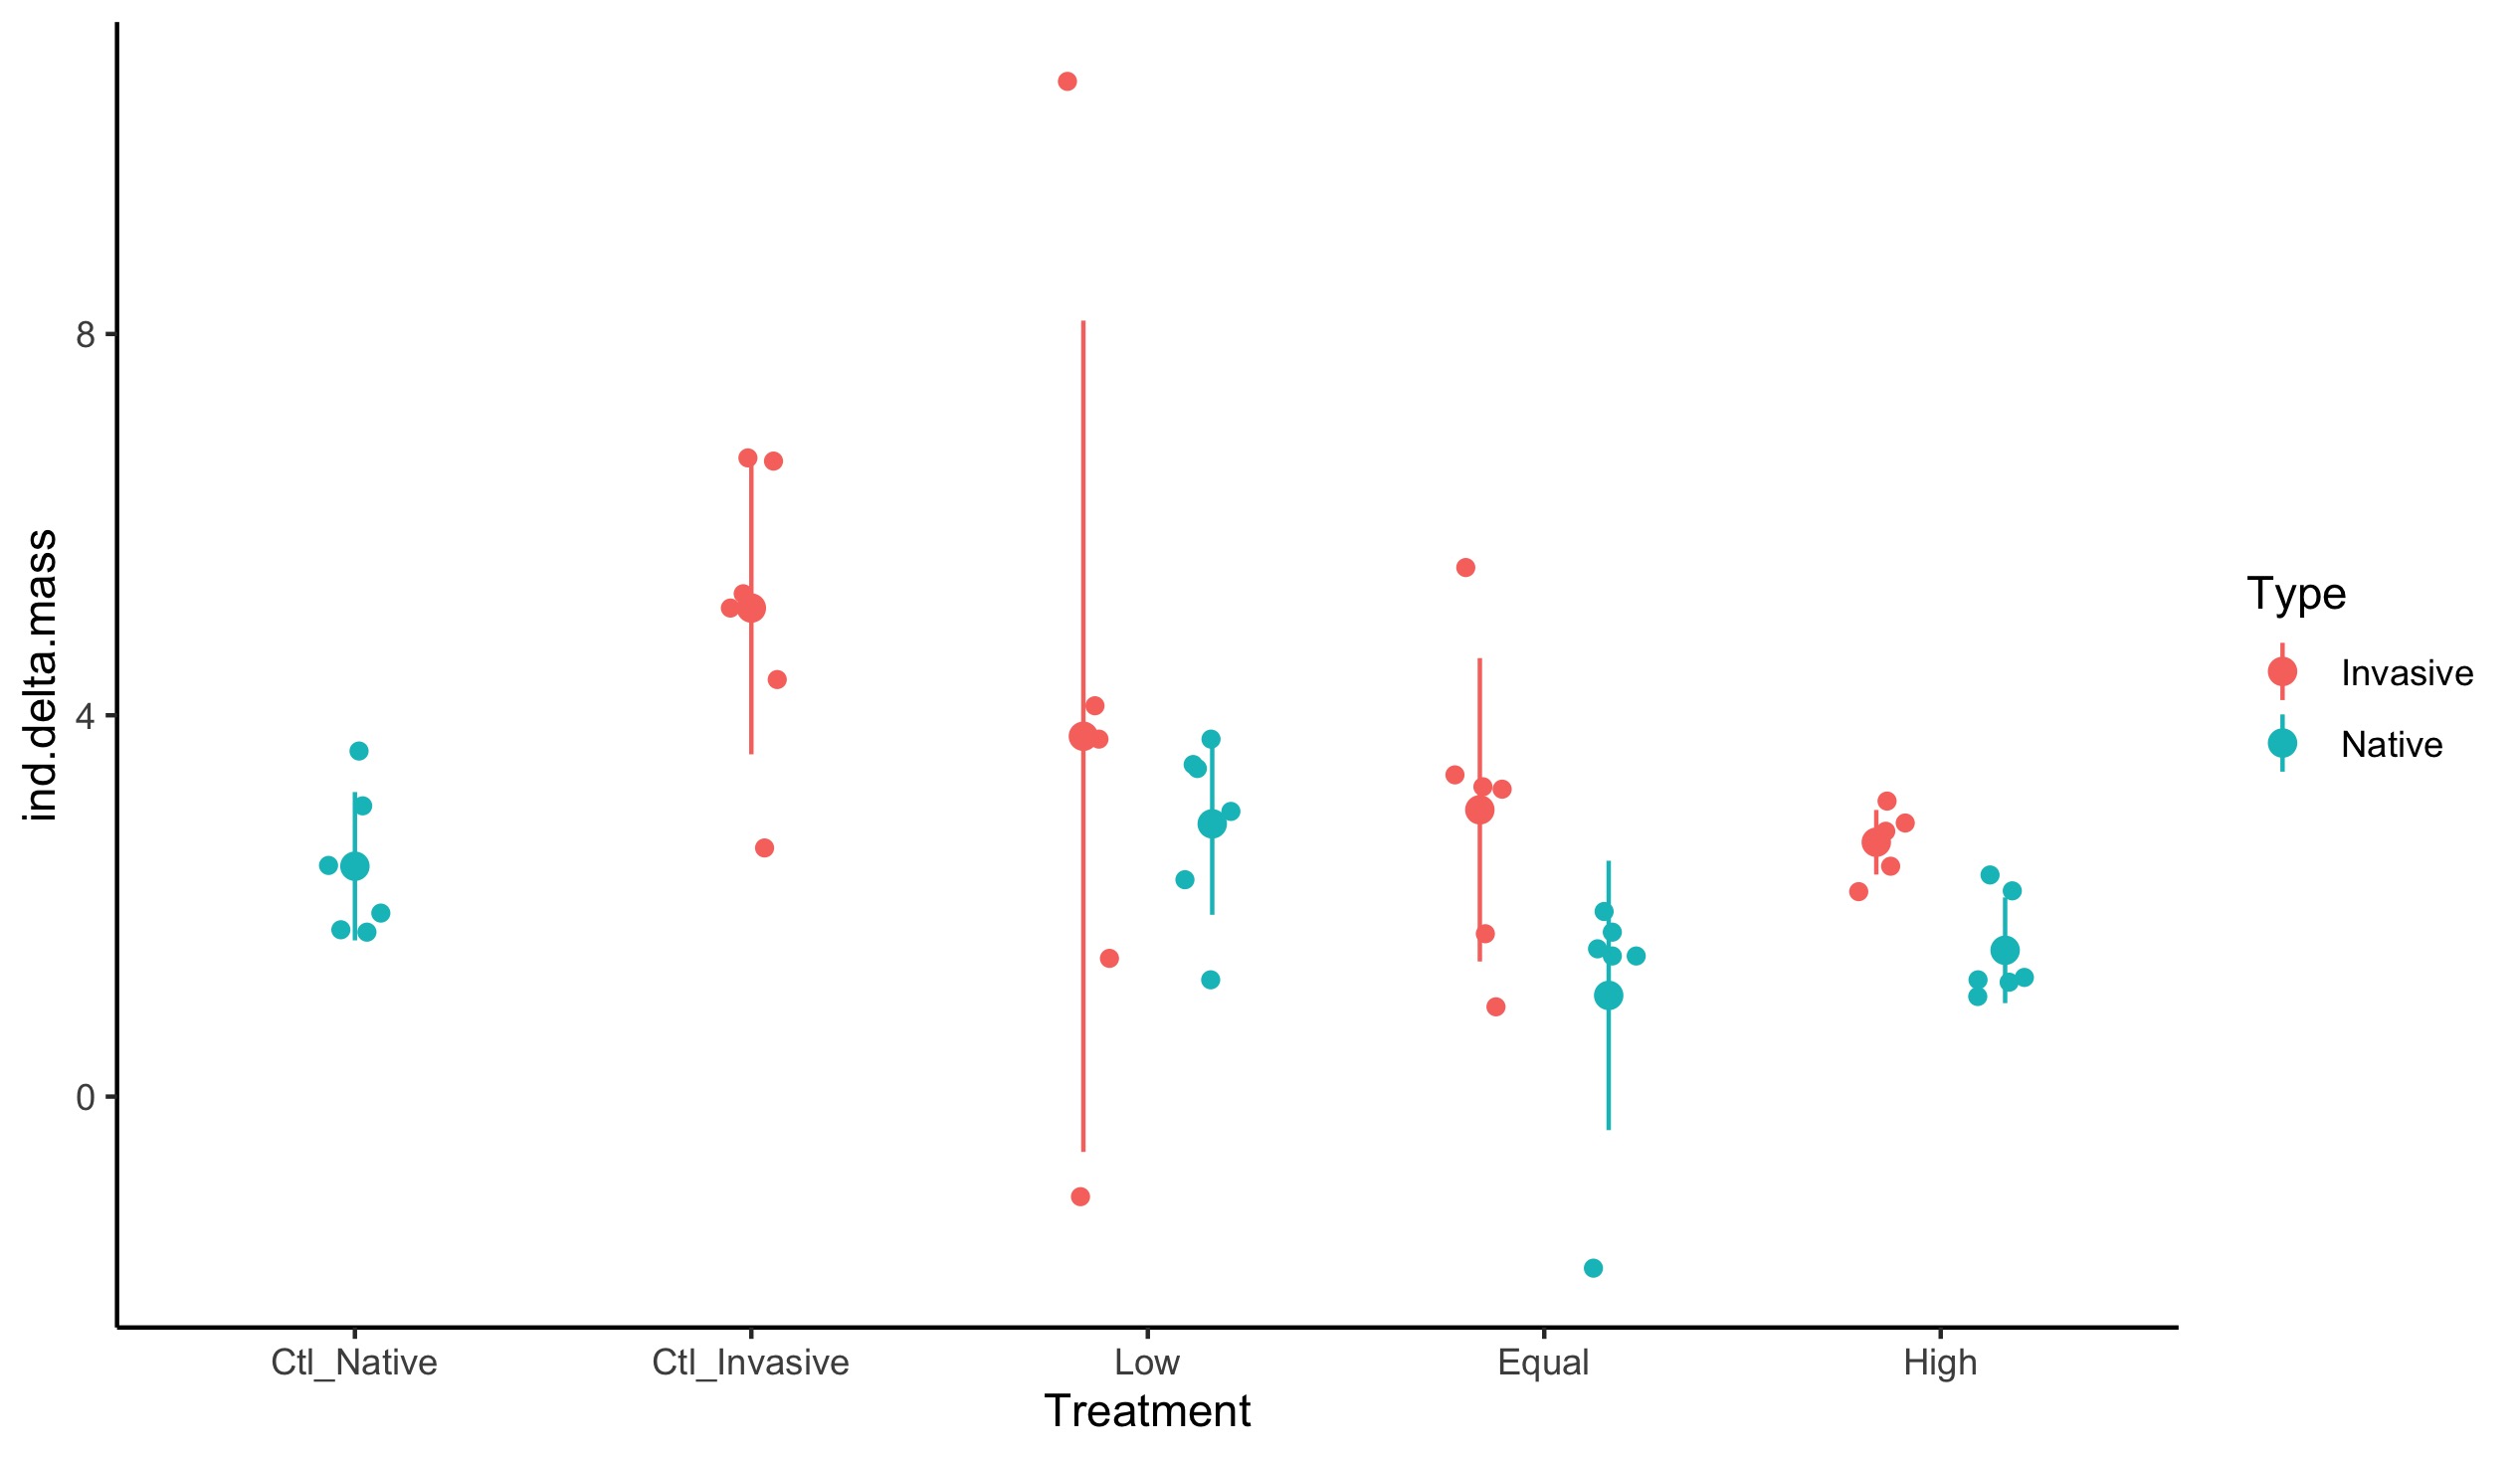 ind.delta.mass
8
4
0
Ctl_Native Ctl_Invasive Low Equal High
Treatment
Type
Invasive
Native